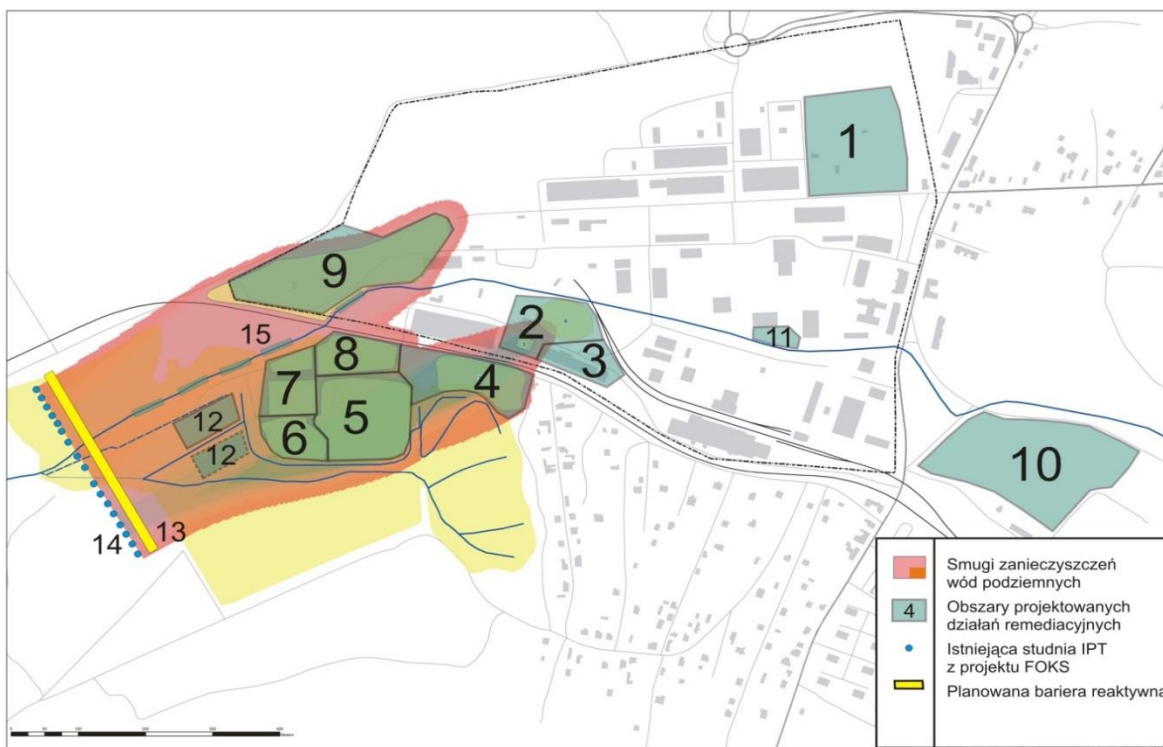 1
9
15
2
3
11
8
7
4
5
6
12
12
10
14
13
Smugi zanieczyszczeń
wód podziemnych
4
Obszary projektowanych
działań remediacyjnych
Istniejąca studnia IPT
z projektu FOKS
Planowana bariera reaktywna